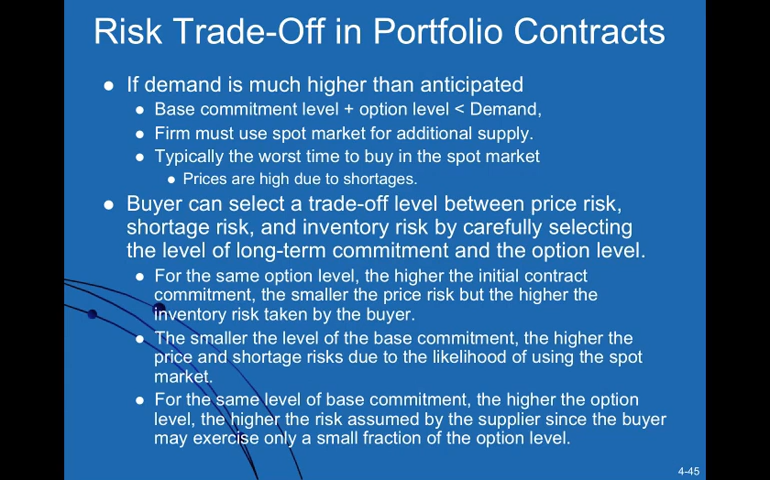 Risk Trade-Off in Portfolio Contracts
● If demand is much higher than anticipated
● Base commitment level + option level < Demand,
● Firm must use spot market for additional supply.
● Typically the worst time to buy in the spot market
● Prices are high due to shortages.
● Buyer can select a trade-off level between price risk,
shortage risk, and inventory risk by carefully selecting
the level of long-term commitment and the option level.
● For the same option level, the higher the initial contract
commitment, the smaller the price risk but the higher the
inventory risk taken by the buyer.
● The smaller the level of the base commitment, the higher the
price and shortage risks due to the likelihood of using the spot
market.
● For the same level of base commitment, the higher the option
level, the higher the risk assumed by the supplier since the buyer
may exercise only a small fraction of the option level.
4-45